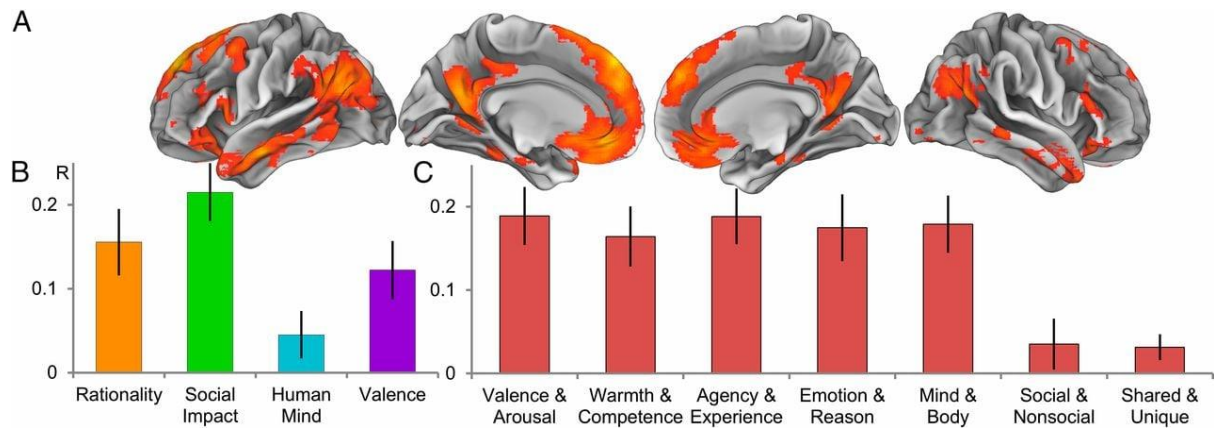 A
B
R
0.2
0.1
0
Rationality
Social
Impact
Human
Mind
Valence
C
0.2
0.1
0
Valence &
Arousal
Warmth &
Competence
Agency &
Experience
Emotion &
Reason
Mind &
Body
Social &
Nonsocial
Shared &
Unique